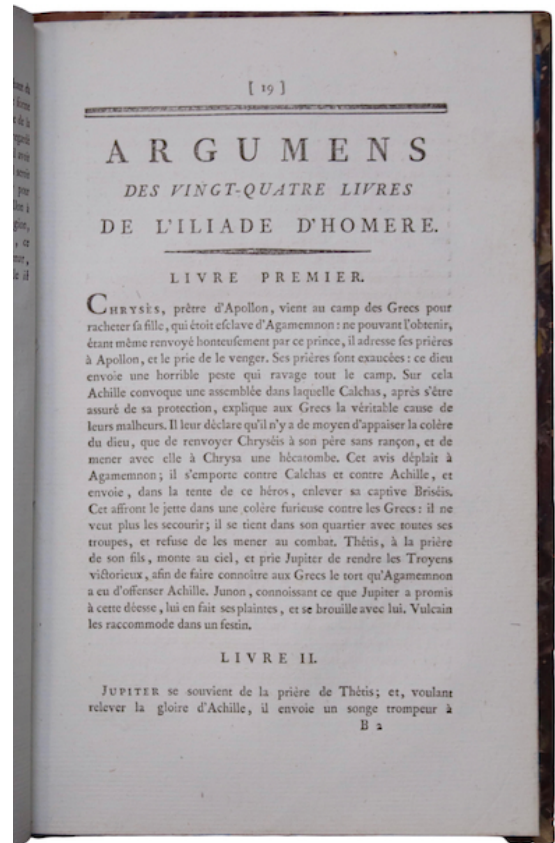 [ 19 ]
ARGUMENS
DES VINGT-QUATRE LIVRES
DE L'ILIADE D'HOMERE.
LIVRE PREMIER.
CHRYSÈS, prêtre d'Apollon, vient au camp des Grecs pour
racheter ſa fille, qui étoit eſclave d'Agamemnon : ne pouvant l'obtenir,
étant même renvoyé honteuſement par ce prince, il adreſſe ſes prières
à Apollon, et le prie de le venger. Ses prières ſont exaucées : ce dieu
envoie une horrible peste qui ravage tout le camp. Sur cela
Achille convoque une assemblée dans laquelle Calchas, après s'être
assuré de sa protection, explique aux Grecs la véritable cause de
leurs malheurs. Il leur déclare qu'il n'y a de moyen d'appaiser la colère
du dieu, que de renvoyer Chryséis à son père sans rançon, et de
mener avec elle à Chrysa une hécatombe. Cet avis déplaît à
Agamemnon; il s'emporte contre Calchas et contre Achille, et
envoie, dans la tente de ce héros, enlever sa captive Briséis.
Cet affront le jette dans une colère furieuse contre les Grecs : il ne
veut plus les secourir; il se tient dans son quartier avec toutes ses
troupes, et refuse de les mener au combat. Thétis, à la prière
de son fils, monte au ciel, et prie Jupiter de rendre les Troyens
victorieux, afin de faire connoître aux Grecs le tort qu'Agamemnon
a eu d'offenser Achille. Junon, connoissant ce que Jupiter a promis
à cette déesse, lui en fait ses plaintes, et se brouille avec lui. Vulcain
les raccommode dans un festin.
LIVRE II.
JUPITER se souvient de la prière de Thétis; et, voulant
relever la gloire d'Achille, il envoie un songe trompeur à
B 2